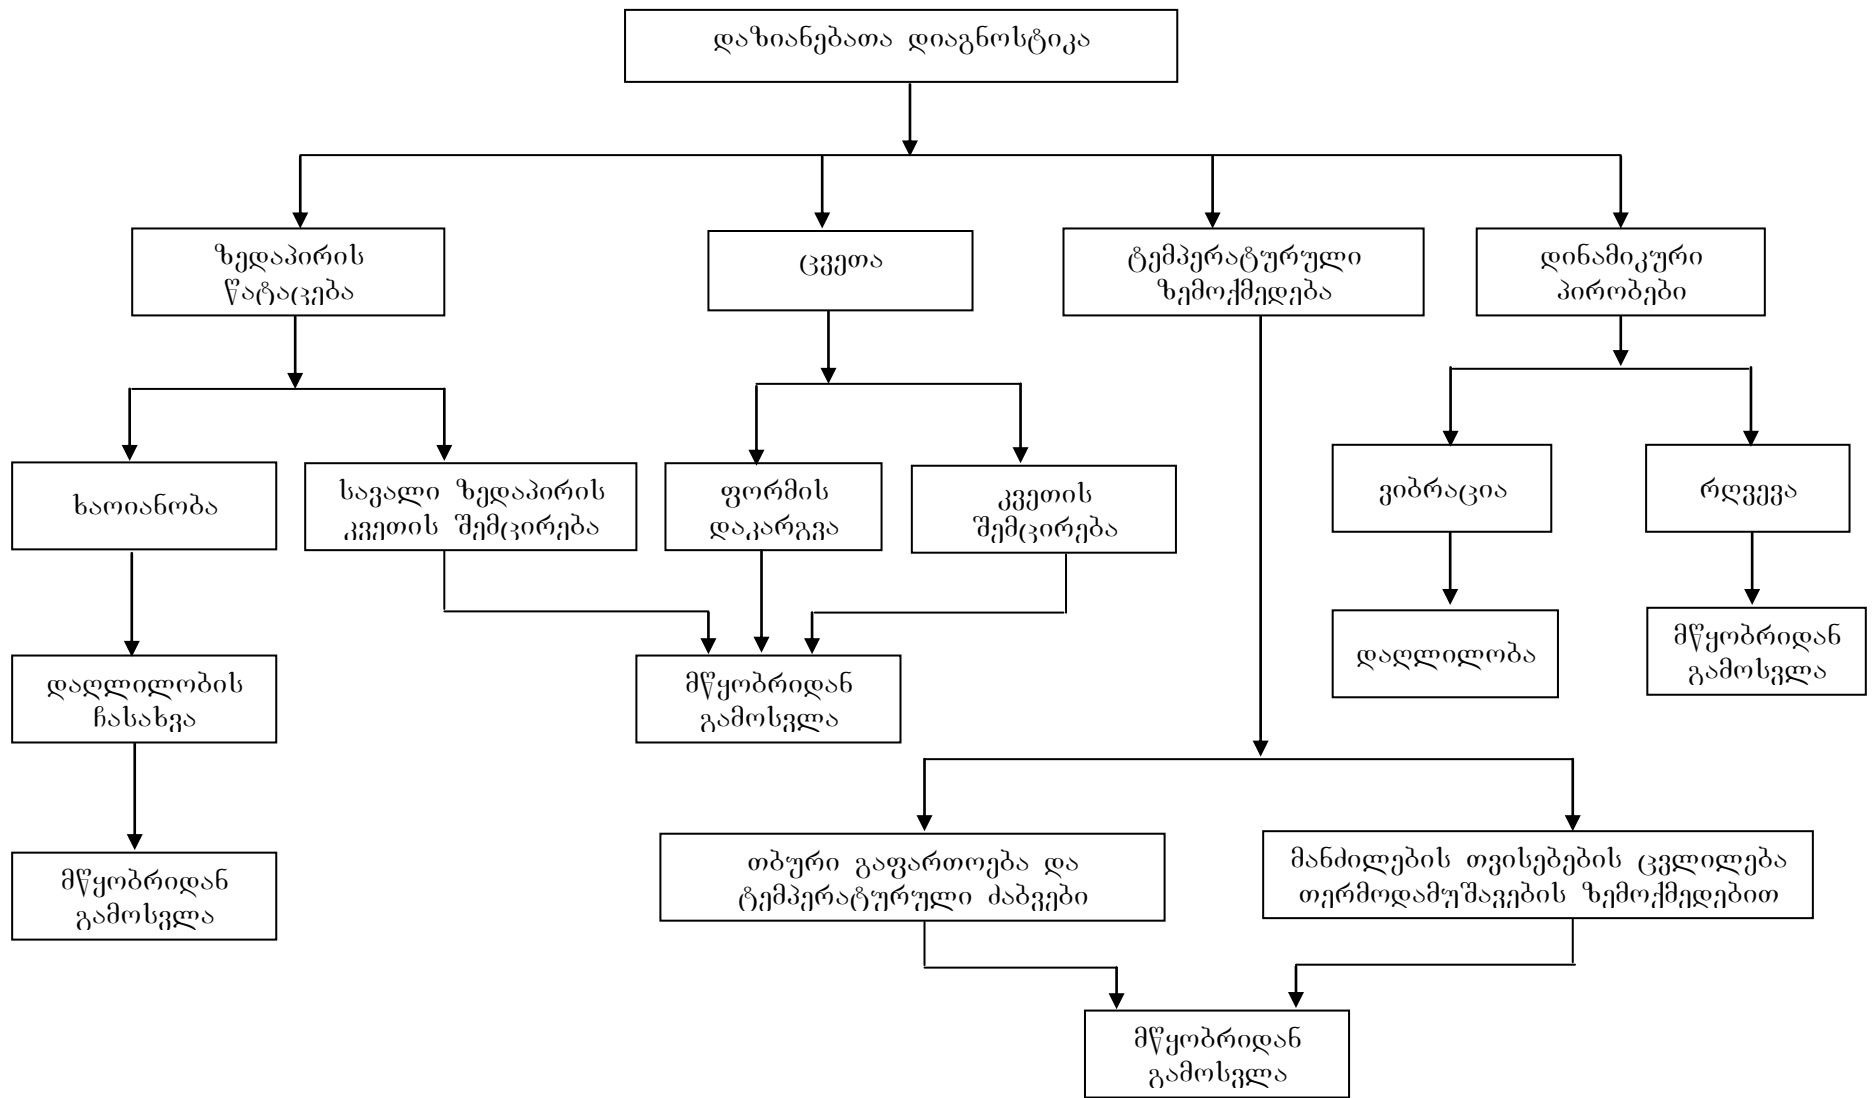 დაზიანებათა დიაგნოსტიკა
ზედაპირის
წატაცება
ცვეთა
ტემპერატურული
ზემოქმედება
დინამიკური
პირობები
ხაოიანობა
სავალი ზედაპირის
კვეთის შემცირება
ფორმის
დაკარგვა
კვეთის
შემცირება
ვიბრაცია
რღვევა
დაღლილობის
ჩასახვა
მწყობრიდან
გამოსვლა
დაღლილობა
მწყობრიდან
გამოსვლა
მწყობრიდან
გამოსვლა
თბური გაფართოება და
ტემპერატურული ძაბვები
მანძილების თვისებების ცვლილება
თერმოდამუშავების ზემოქმედებით
მწყობრიდან
გამოსვლა